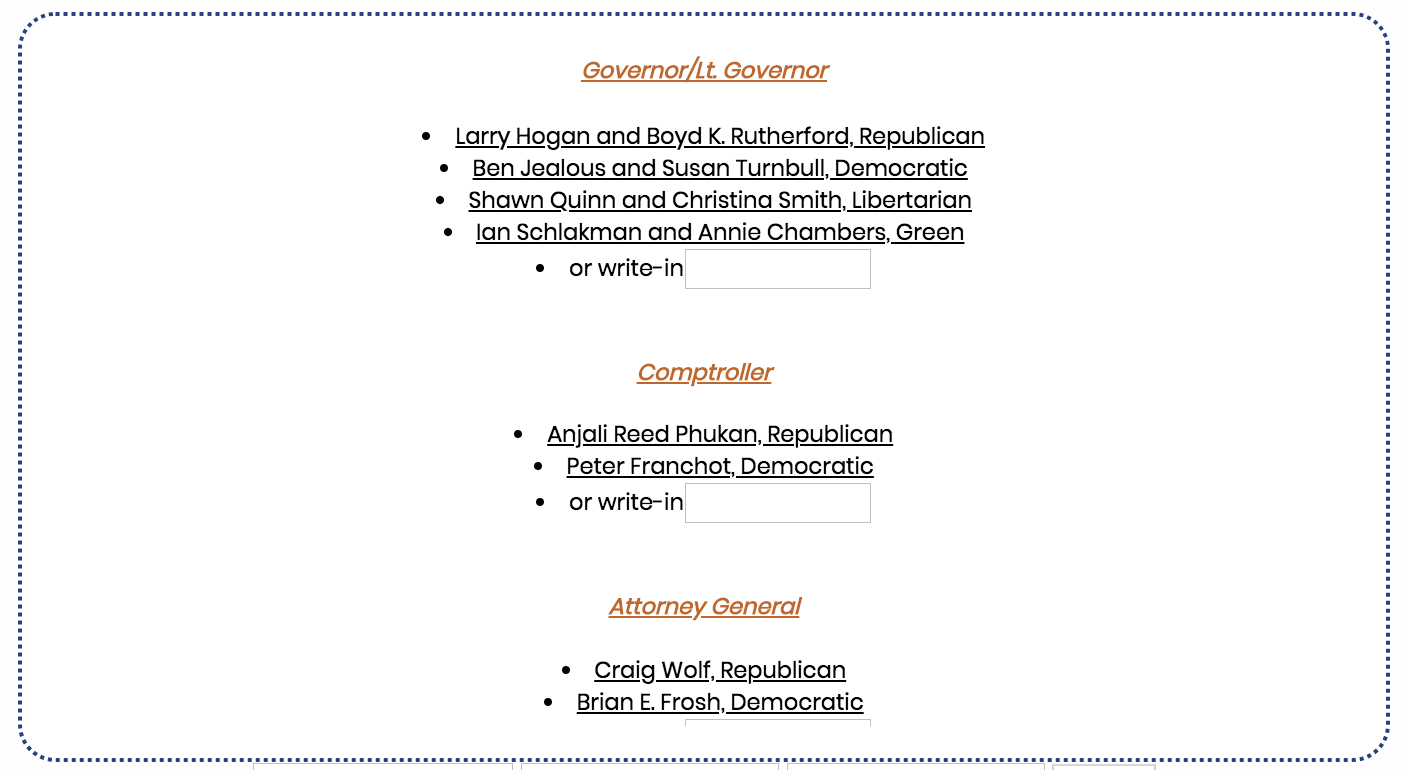 Governor/Lt. Governor
Larry Hogan and Boyd K. Rutherford, Republican
Ben Jealous and Susan Turnbull, Democratic
Shawn Quinn and Christina Smith, Libertarian
Ian Schlakman and Annie Chambers, Green
or write-in
Comptroller
Anjali Reed Phukan, Republican
Peter Franchot, Democratic
or write-in
Attorney General
Craig Wolf, Republican
Brian E. Frosh, Democratic